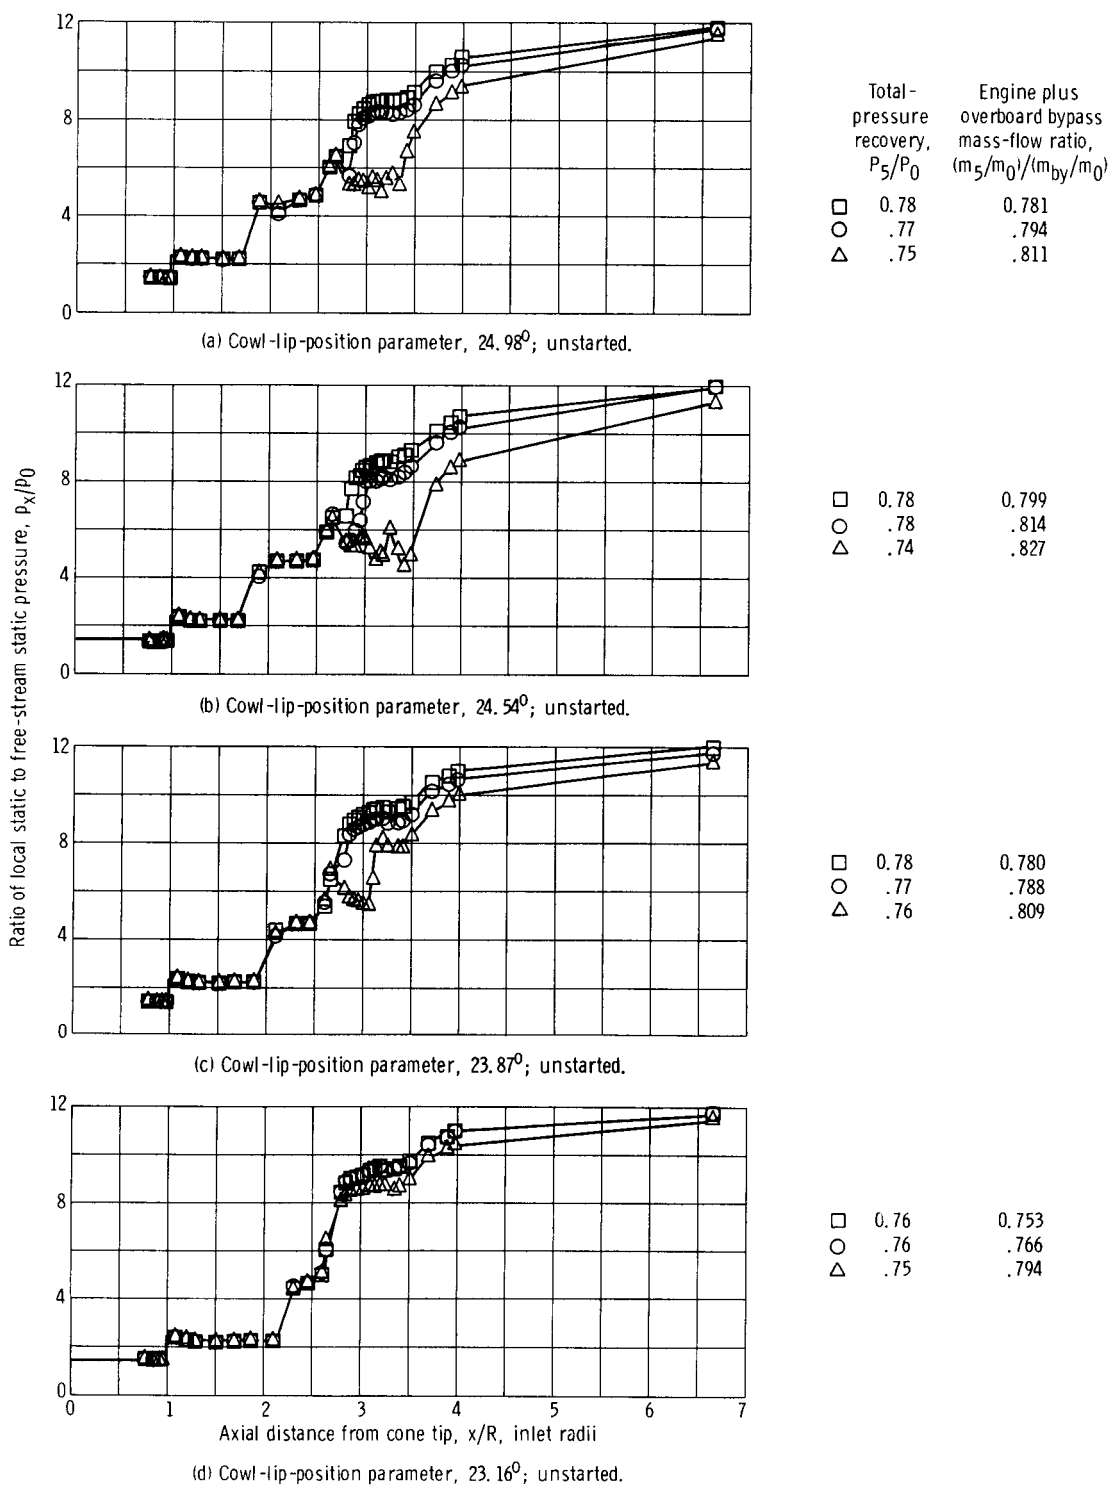 12
8
4
0
(a) Cowl-lip-position parameter, 24.98⁰; unstarted.
Total-pressure recovery, P5/P0
Engine plus overboard bypass mass-flow ratio, (m5/m0)/(mby/m0)
□ 0.78 0.781
○ .77 .794
△ .75 .811
12
8
4
0
(b) Cowl-lip-position parameter, 24.54⁰; unstarted.
□ 0.78 0.799
○ .78 .814
△ .74 .827
Ratio of local static to free-stream static pressure, px/p0
12
8
4
0
(c) Cowl-lip-position parameter, 23.87⁰; unstarted.
□ 0.78 0.780
○ .77 .788
△ .76 .809
12
8
4
0
0 1 2 3 4 5 6 7
Axial distance from cone tip, x/R, inlet radii
(d) Cowl-lip-position parameter, 23.16⁰; unstarted.
□ 0.76 0.753
○ .76 .766
△ .75 .794